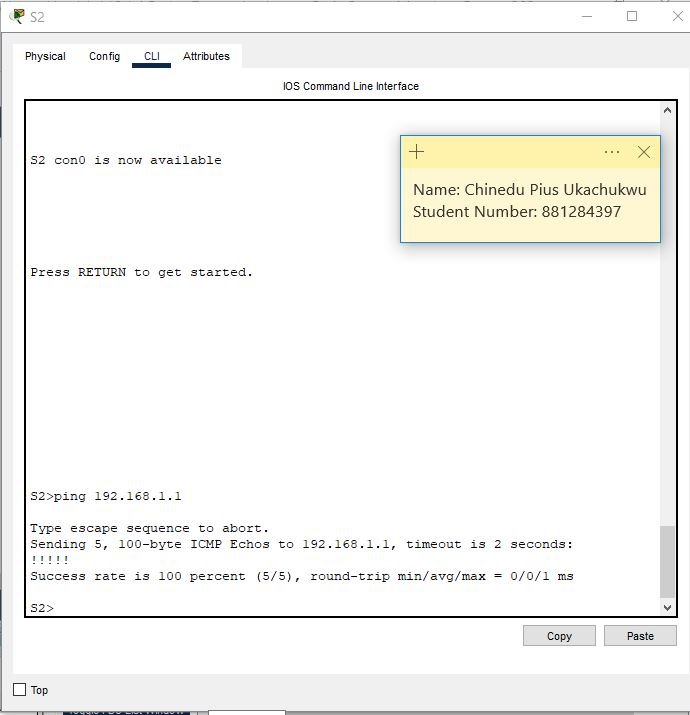 S2
Physical Config CLI Attributes
IOS Command Line Interface
S2 con0 is now available
Name: Chinedu Pius Ukachukwu
Student Number: 881284397
Press RETURN to get started.
S2>ping 192.168.1.1
Type escape sequence to abort.
Sending 5, 100-byte ICMP Echos to 192.168.1.1, timeout is 2 seconds:
!!!!!
Success rate is 100 percent (5/5), round-trip min/avg/max = 0/0/1 ms
S2>
Copy Paste
Top